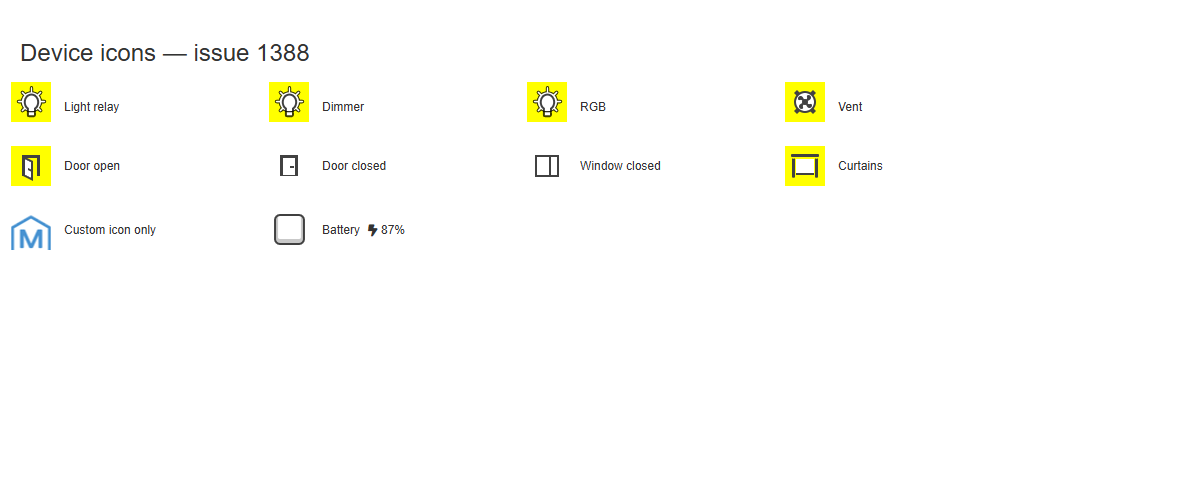 Device icons — issue 1388
Light relay
Dimmer
RGB
Vent
Door open
Door closed
Window closed
Curtains
M
Custom icon only
Battery 87%